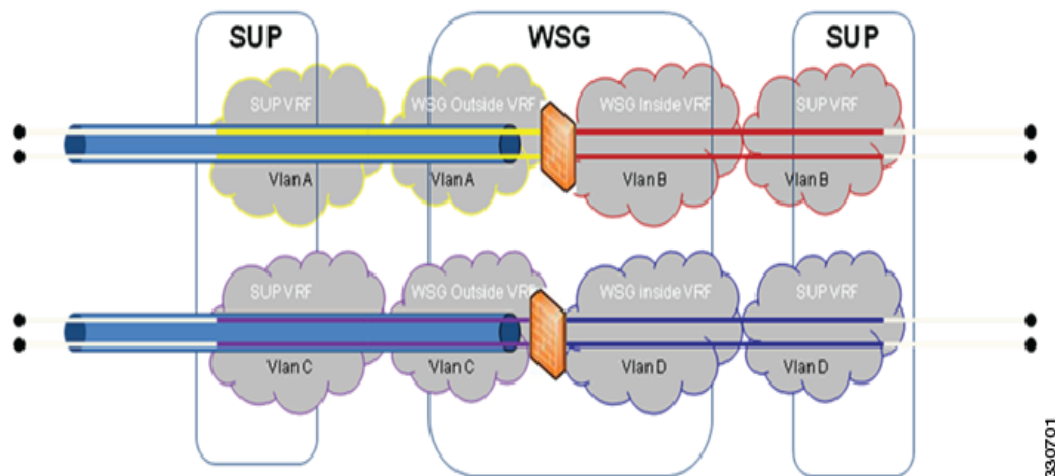 SUP
WSG
SUP
SUP VRF
WSG Outside VRF
WSG Inside VRF
SUP VRF
Vlan A
Vlan A
Vlan B
Vlan B
SUP VRF
WSG Outside VRF
WSG inside VRF
SUP VRF
Vlan C
Vlan C
Vlan D
Vlan D
330701